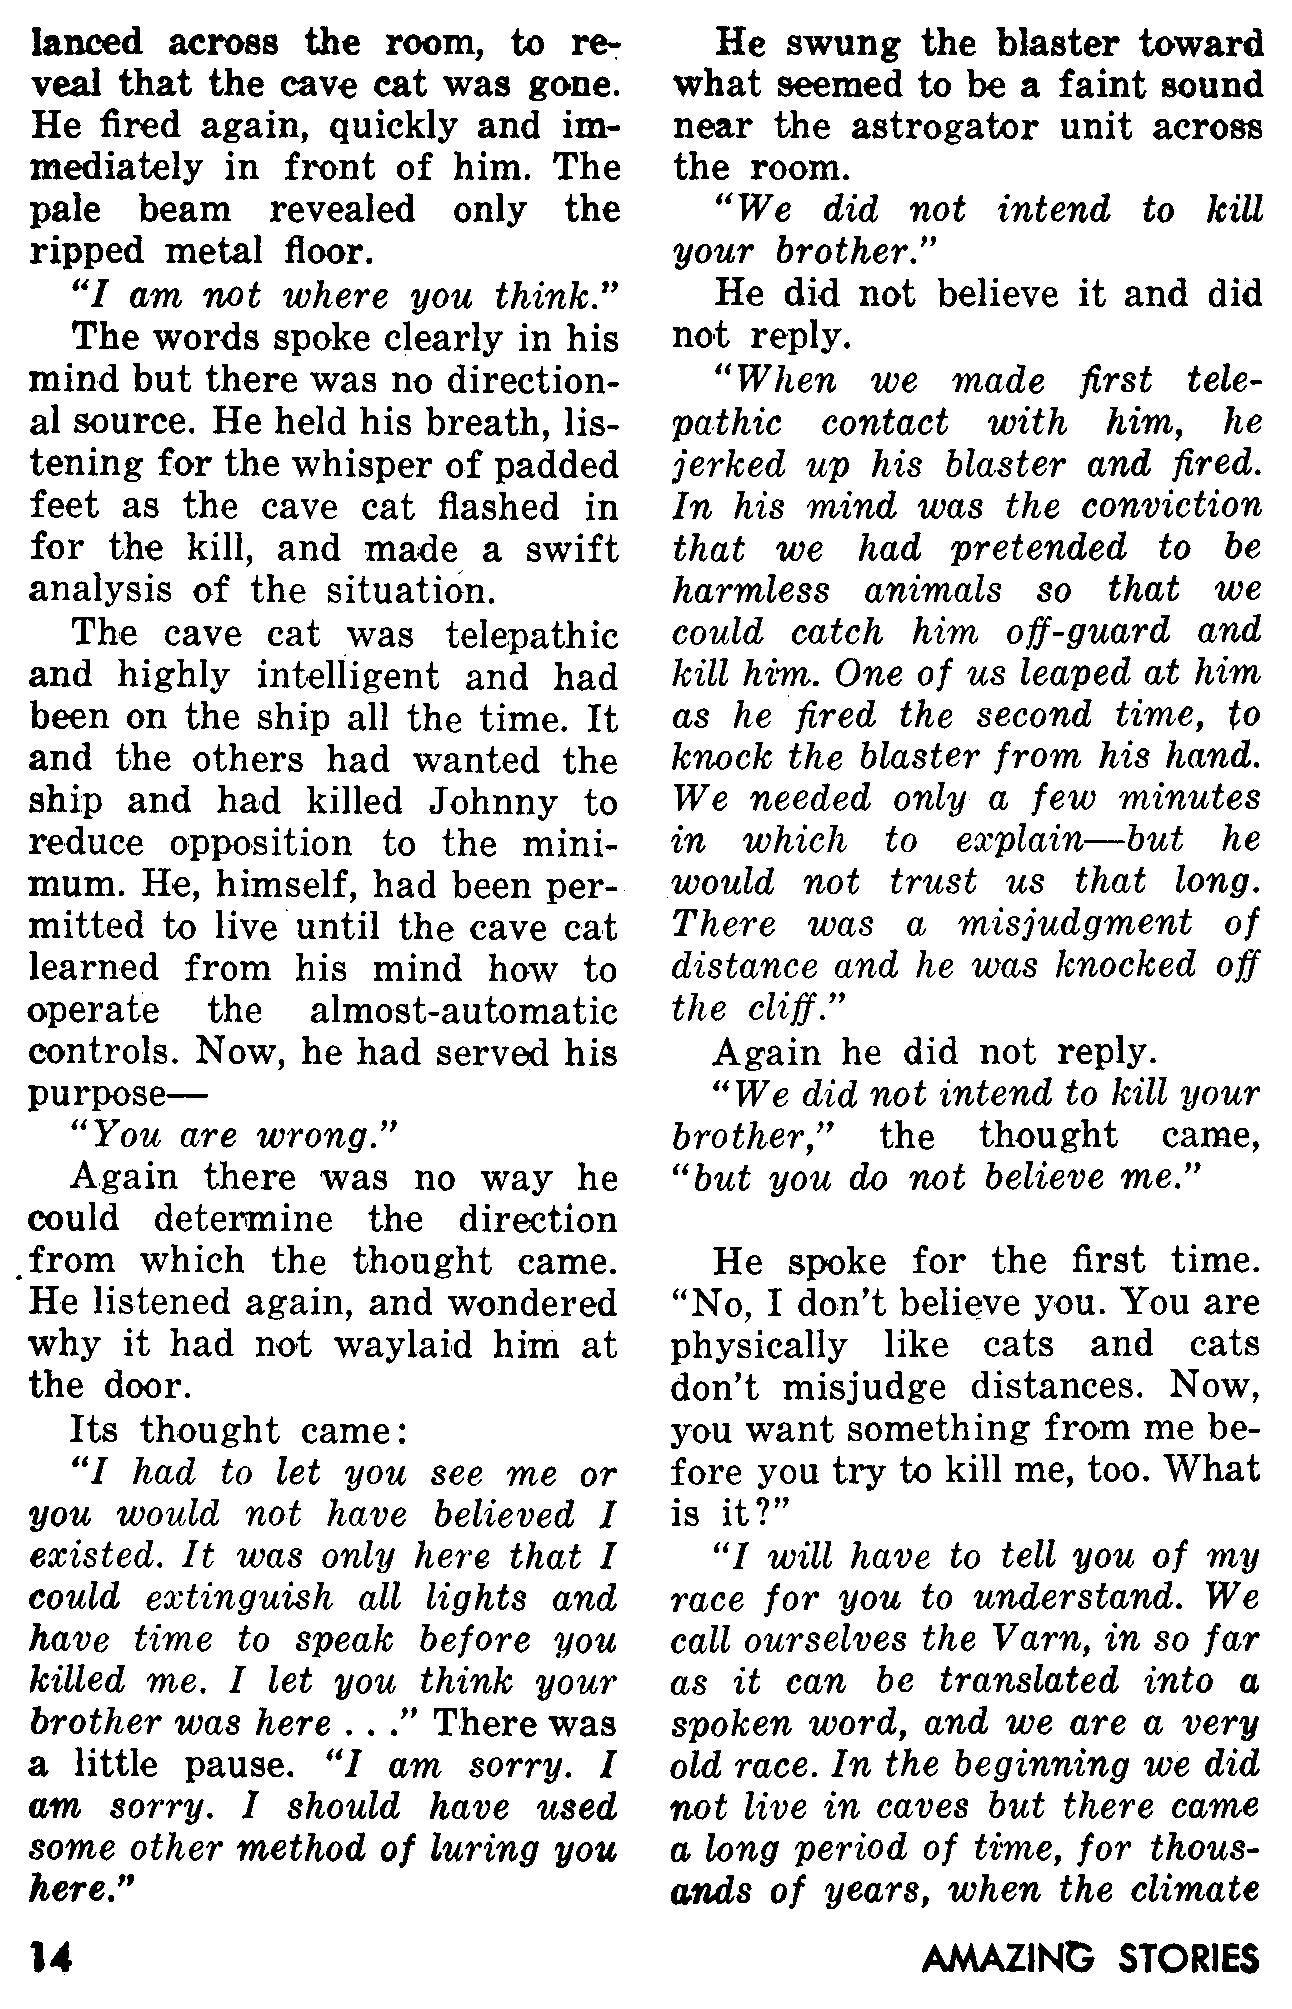 lanced across the room, to re-
veal that the cave cat was gone.
He fired again, quickly and im-
mediately in front of him. The
pale beam revealed only the
ripped metal floor.
“I am not where you think.”
The words spoke clearly in his
mind but there was no direction-
al source. He held his breath, lis-
tening for the whisper of padded
feet as the cave cat flashed in
for the kill, and made a swift
analysis of the situation.
The cave cat was telepathic
and highly intelligent and had
been on the ship all the time. It
and the others had wanted the
ship and had killed Johnny to
reduce opposition to the mini-
mum. He, himself, had been per-
mitted to live until the cave cat
learned from his mind how to
operate the almost-automatic
controls. Now, he had served his
purpose—
“You are wrong.”
Again there was no way he
could determine the direction
from which the thought came.
He listened again, and wondered
why it had not waylaid him at
the door.
Its thought came:
“I had to let you see me or
you would not have believed I
existed. It was only here that I
could extinguish all lights and
have time to speak before you
killed me. I let you think your
brother was here . . .” There was
a little pause. “I am sorry. I
am sorry. I should have used
some other method of luring you
here.”
He swung the blaster toward
what seemed to be a faint sound
near the astrogator unit across
the room.
“We did not intend to kill
your brother.”
He did not believe it and did
not reply.
“When we made first tele-
pathic contact with him, he
jerked up his blaster and fired.
In his mind was the conviction
that we had pretended to be
harmless animals so that we
could catch him off-guard and
kill him. One of us leaped at him
as he fired the second time, to
knock the blaster from his hand.
We needed only a few minutes
in which to explain—but he
would not trust us that long.
There was a misjudgment of
distance and he was knocked off
the cliff.”
Again he did not reply.
“We did not intend to kill your
brother,” the thought came,
“but you do not believe me.”
He spoke for the first time.
“No, I don’t believe you. You are
physically like cats and cats
don’t misjudge distances. Now,
you want something from me be-
fore you try to kill me, too. What
is it?”
“I will have to tell you of my
race for you to understand. We
call ourselves the Varn, in so far
as it can be translated into a
spoken word, and we are a very
old race. In the beginning we did
not live in caves but there came
a long period of time, for thous-
ands of years, when the climate
14
AMAZING STORIES